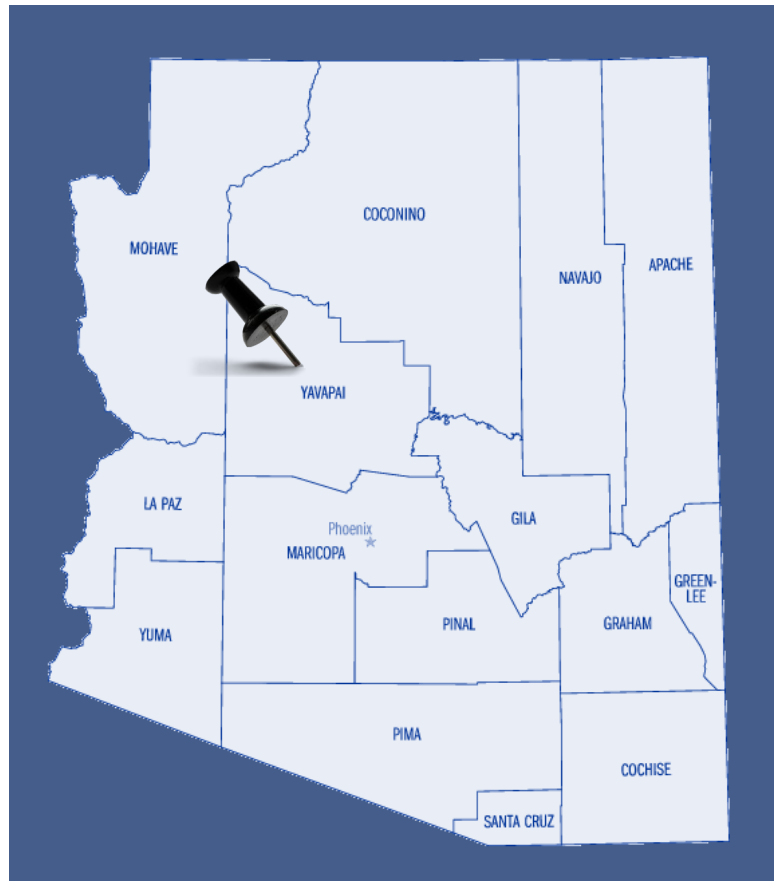 COCONINO
MOHAVE
NAVAJO
APACHE
YAVAPAI
LA PAZ
GILA
Phoenix
MARICOPA
GREEN-
LEE
YUMA
PINAL
GRAHAM
PIMA
COCHISE
SANTA CRUZ